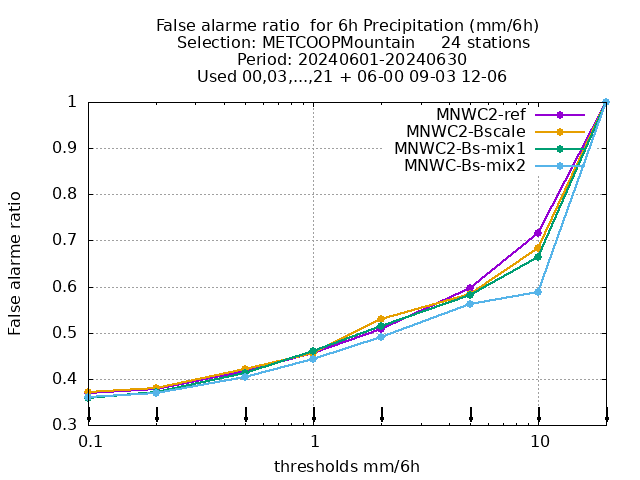 False alarme ratio  for 6h Precipitation (mm/6h)
Selection: METCOOPMountain     24 stations
Period: 20240601-20240630
Used 00,03,...,21 + 06-00 09-03 12-06
MNWC2-ref
MNWC2-Bscale
MNWC2-Bs-mix1
MNWC-Bs-mix2
False alarme ratio
1
0.9
0.8
0.7
0.6
0.5
0.4
0.3
0.1 1 10
thresholds mm/6h